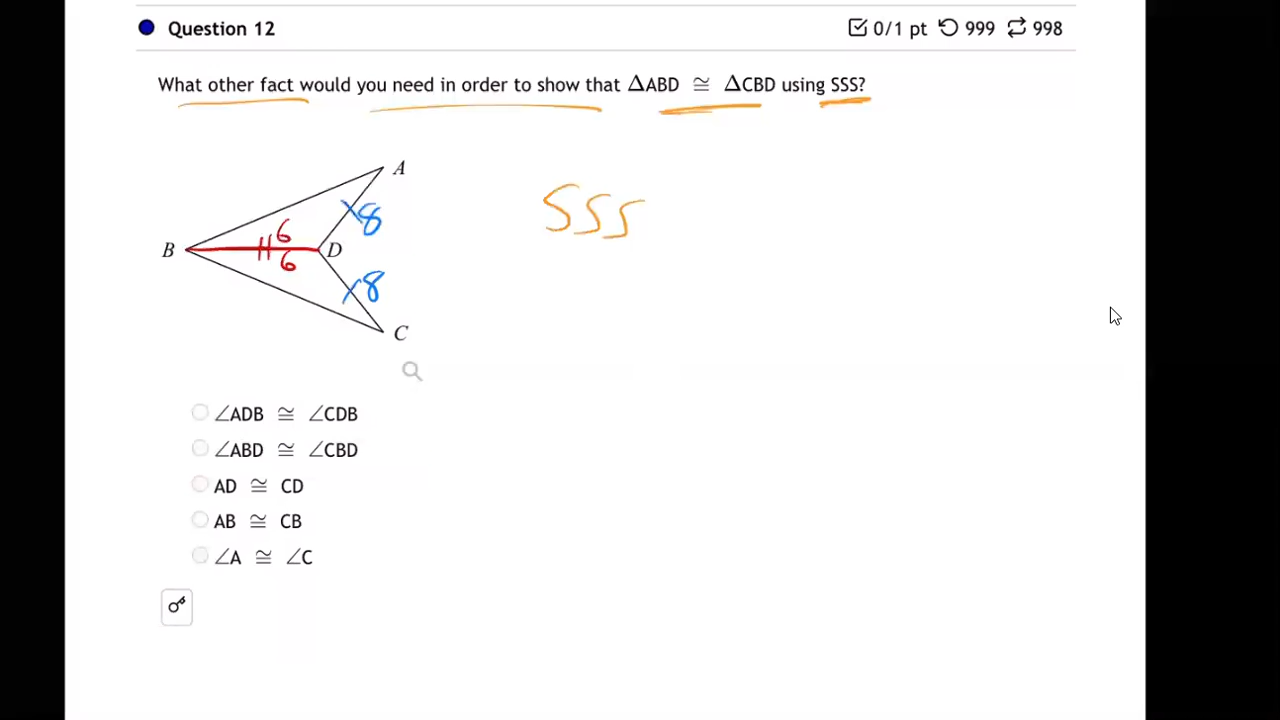 Question 12
0/1 pt 999 998
What other fact would you need in order to show that ΔABD ≅ ΔCBD using SSS?
A
8
SSS
6
B
D
6
8
C
∠ADB ≅ ∠CDB
∠ABD ≅ ∠CBD
AD ≅ CD
AB ≅ CB
∠A ≅ ∠C